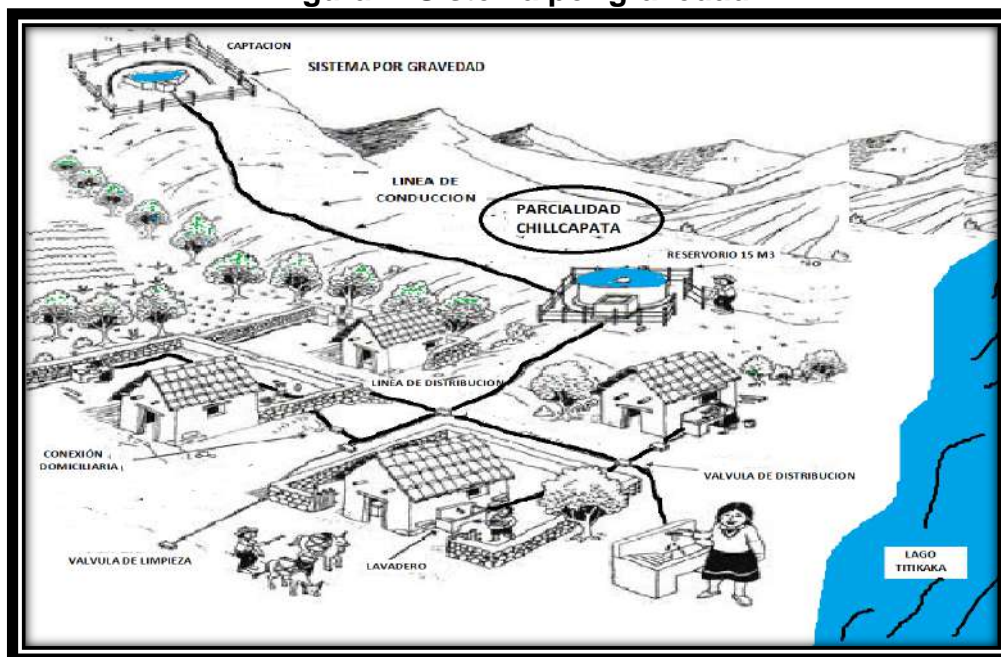 CAPTACION
SISTEMA POR GRAVEDAD
LINEA DE
CONDUCCION
PARCIALIDAD
CHILLCAPATA
RESERVORIO 15 M3
LINEA DE DISTRIBUCION
CONEXIÓN
DOMICILIARIA
VALVULA DE DISTRIBUCION
VALVULA DE LIMPIEZA
LAVADERO
LAGO
TITIKAKA